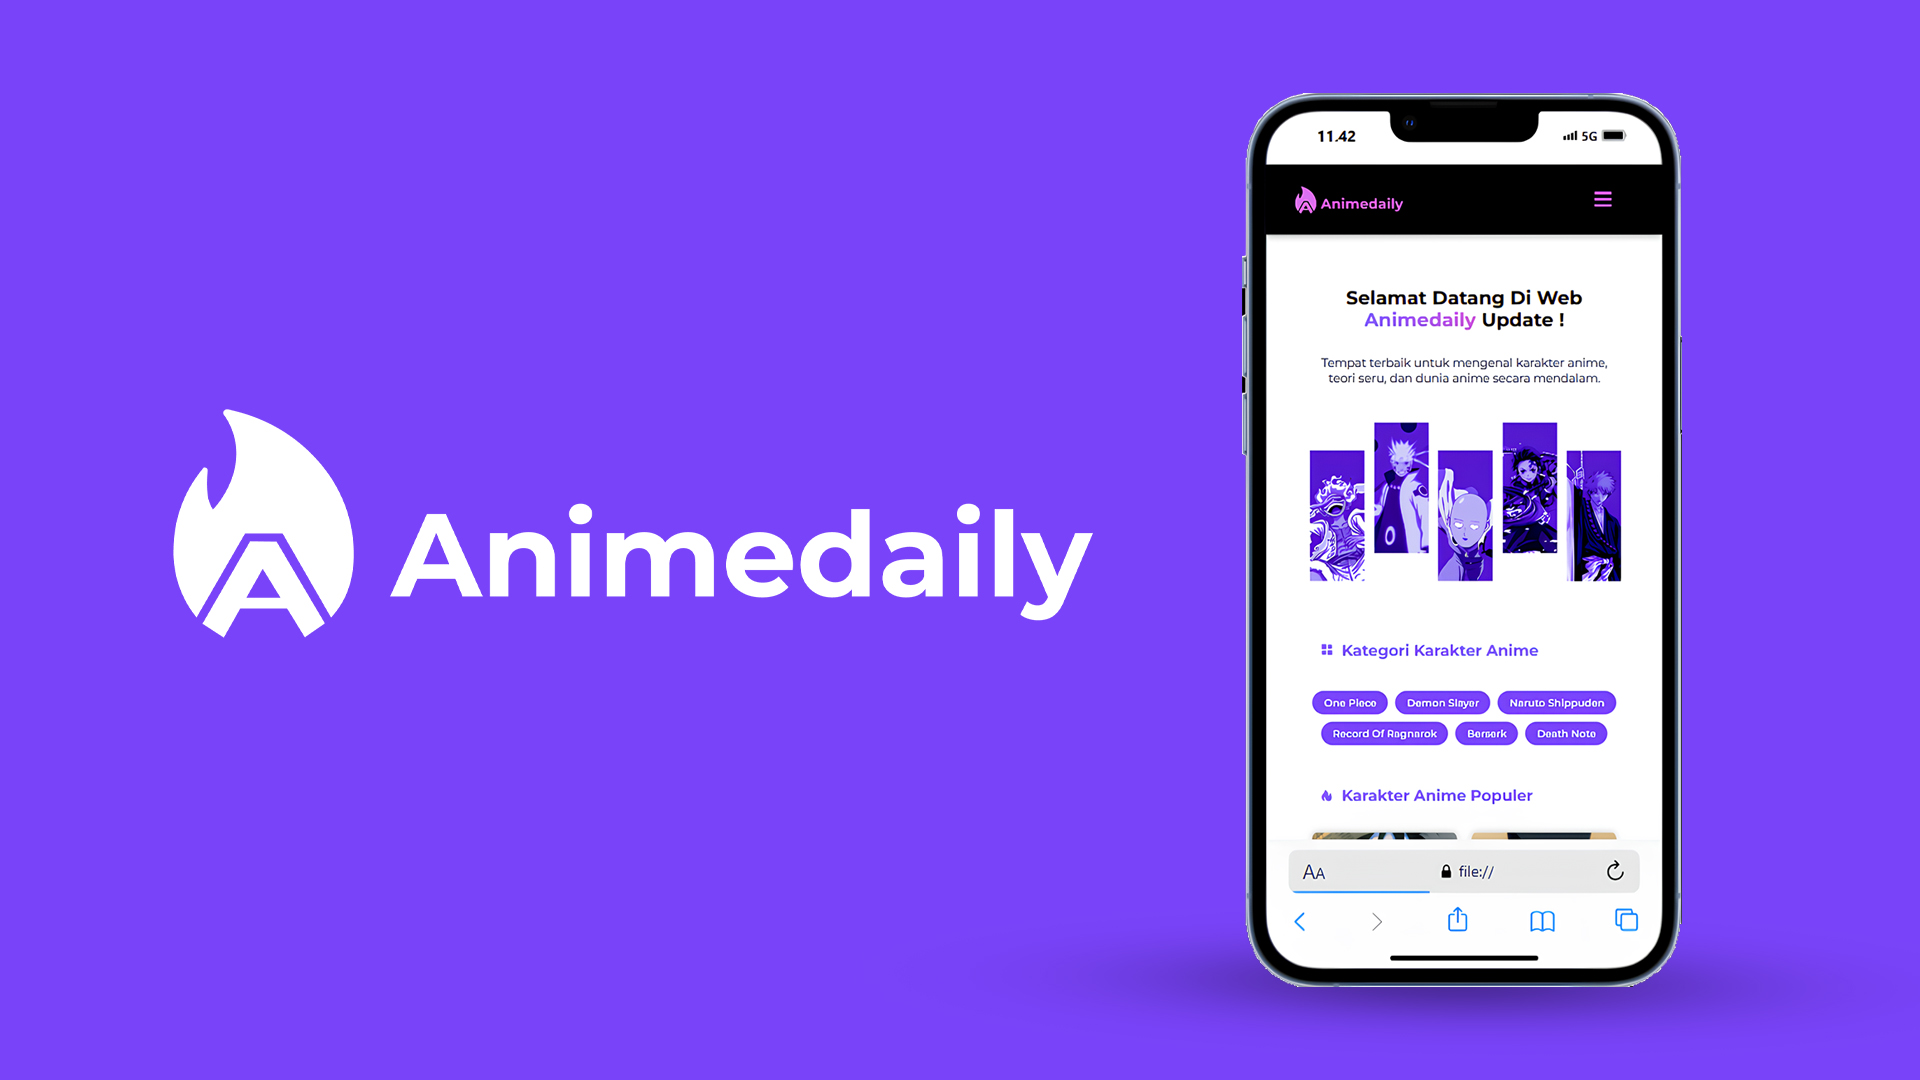 Animedaily
11.42
5G
Animedaily
Selamat Datang Di Web
Animedaily Update !
Tempat terbaik untuk mengenal karakter anime,
teori seru, dan dunia anime secara mendalam.
Kategori Karakter Anime
One Piece Demon Slayer Naruto Shippuden
Record Of Ragnarok Berserk Death Note
Karakter Anime Populer
AA file://